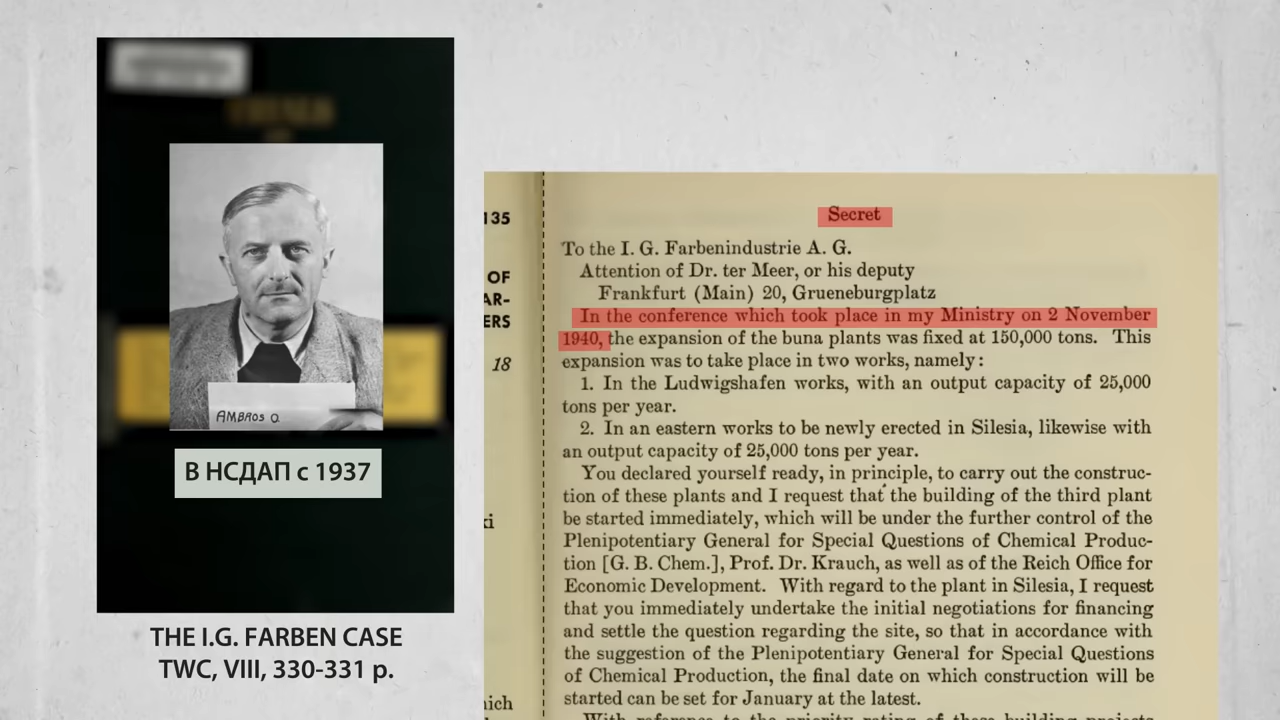 TRIALS
AMBROS O.
В НСДАП с 1937
THE I.G. FARBEN CASE
TWC, VIII, 330-331 p.
135
OF
AR-
ERS
18
ki
hich
Secret
To the I. G. Farbenindustrie A. G.
Attention of Dr. ter Meer, or his deputy
Frankfurt (Main) 20, Grueneburgplatz
In the conference which took place in my Ministry on 2 November
1940, the expansion of the buna plants was fixed at 150,000 tons. This
expansion was to take place in two works, namely:
1. In the Ludwigshafen works, with an output capacity of 25,000
tons per year.
2. In an eastern works to be newly erected in Silesia, likewise with
an output capacity of 25,000 tons per year.
You declared yourself ready, in principle, to carry out the construc-
tion of these plants and I request that the building of the third plant
be started immediately, which will be under the further control of the
Plenipotentiary General for Special Questions of Chemical Produc-
tion [G. B. Chem.], Prof. Dr. Krauch, as well as of the Reich Office for
Economic Development. With regard to the plant in Silesia, I request
that you immediately undertake the initial negotiations for financing
and settle the question regarding the site, so that in accordance with
the suggestion of the Plenipotentiary General for Special Questions
of Chemical Production, the final date on which construction will be
started can be set for January at the latest.
With reference to the priority rating of these building projects